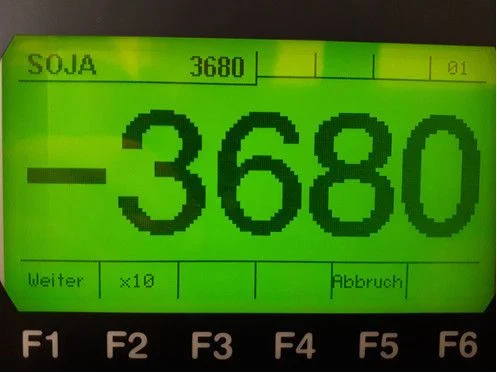 SOJA 3680 01
-3680
Weiter x10 Abbruch
F1 F2 F3 F4 F5 F6